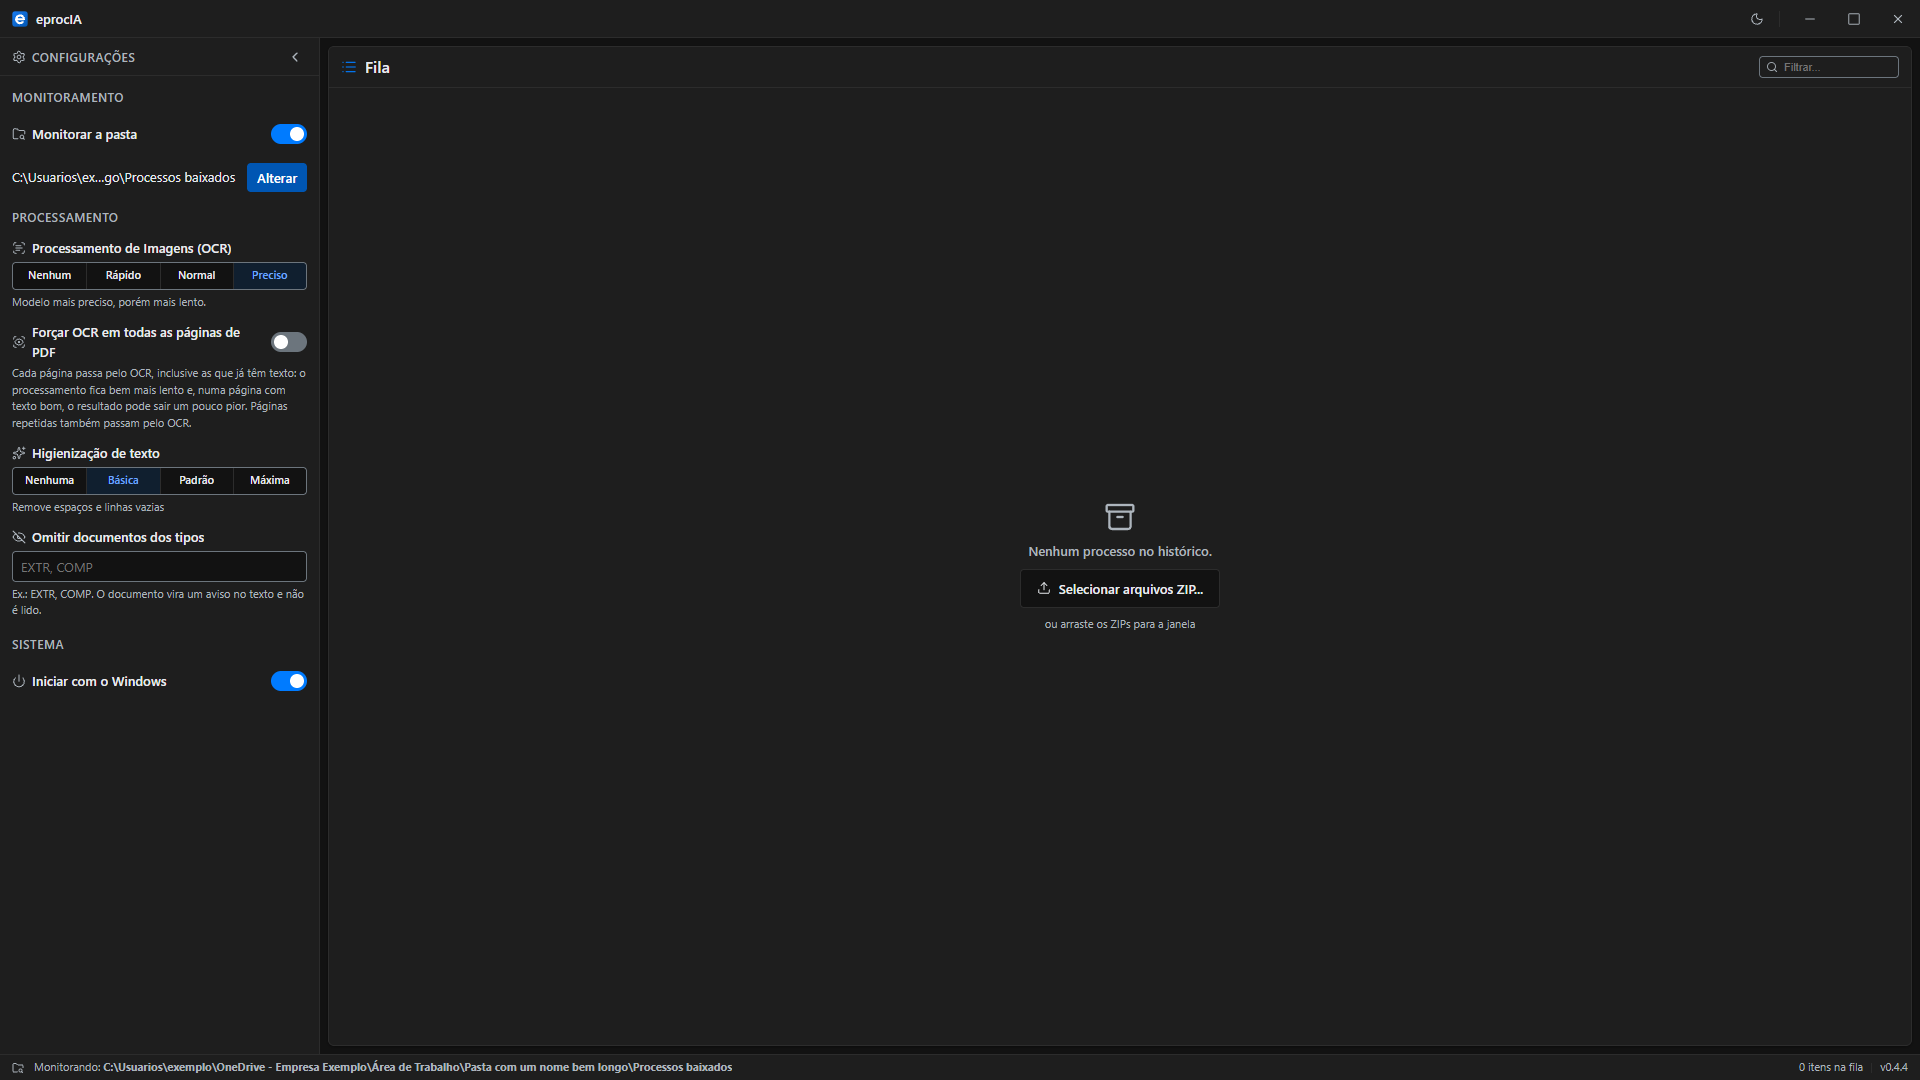 eprocIA
CONFIGURAÇÕES
MONITORAMENTO
Monitorar a pasta
C:\Usuarios\ex...go\Processos baixados
Alterar
PROCESSAMENTO
Processamento de Imagens (OCR)
Nenhum
Rápido
Normal
Preciso
Modelo mais preciso, porém mais lento.
Forçar OCR em todas as páginas de
PDF
Cada página passa pelo OCR, inclusive as que já têm texto: o
processamento fica bem mais lento e, numa página com
texto bom, o resultado pode sair um pouco pior. Páginas
repetidas também passam pelo OCR.
Higienização de texto
Nenhuma
Básica
Padrão
Máxima
Remove espaços e linhas vazias
Omitir documentos dos tipos
EXTR, COMP
Ex.: EXTR, COMP. O documento vira um aviso no texto e não
é lido.
SISTEMA
Iniciar com o Windows
Fila
Filtrar...
Nenhum processo no histórico.
Selecionar arquivos ZIP...
ou arraste os ZIPs para a janela
Monitorando: C:\Usuarios\exemplo\OneDrive - Empresa Exemplo\Área de Trabalho\Pasta com um nome bem longo\Processos baixados
0 itens na fila
v0.4.4